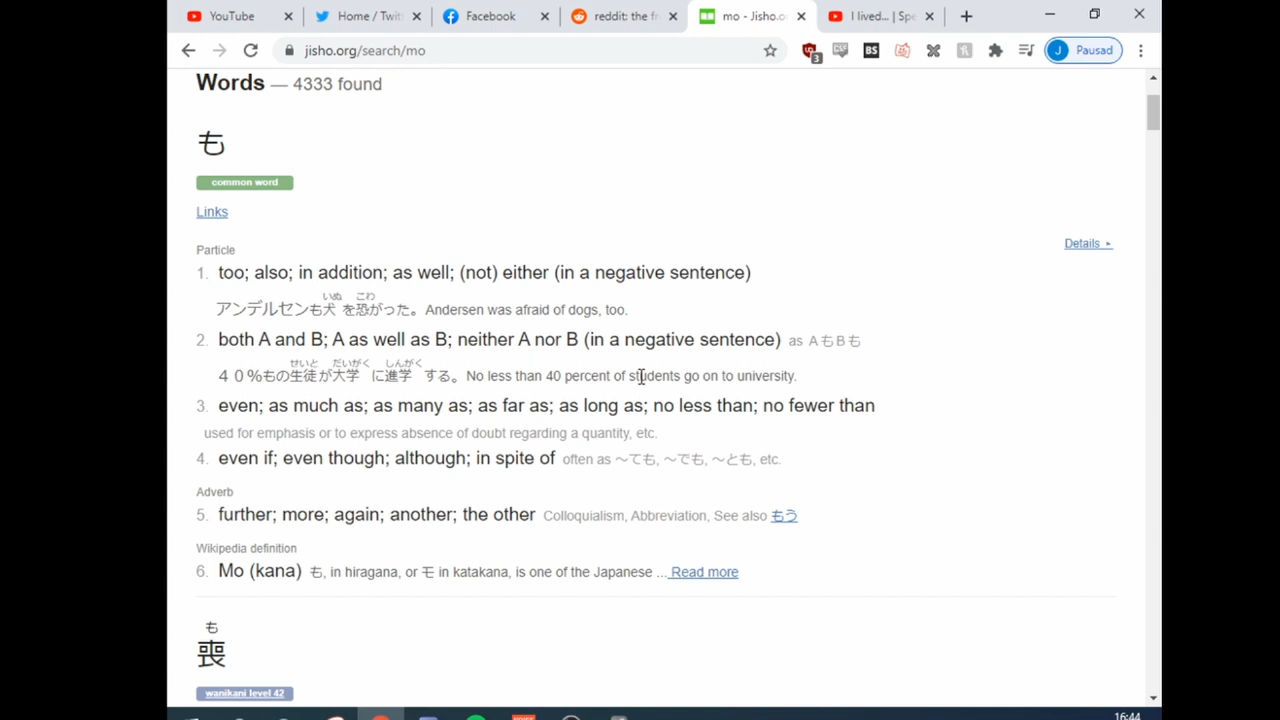 YouTube
Home / Twit
Facebook
reddit: the fr
mo - Jisho.o
I lived... | Spe
jisho.org/search/mo
3
BS
J Pausad
Words — 4333 found
も
common word
Links
Particle
Details
1. too; also; in addition; as well; (not) either (in a negative sentence)
いぬ こわ
アンデルセンも犬を恐がった。 Andersen was afraid of dogs, too.
2. both A and B; A as well as B; neither A nor B (in a negative sentence) as AもBも
せいと だいがく しんがく
４０％もの生徒が大学に進学する。 No less than 40 percent of students go on to university.
3. even; as much as; as many as; as far as; as long as; no less than; no fewer than
used for emphasis or to express absence of doubt regarding a quantity, etc.
4. even if; even though; although; in spite of often as ～ても, ～でも, ～とも, etc.
Adverb
5. further; more; again; another; the other Colloquialism, Abbreviation, See also もう
Wikipedia definition
6. Mo (kana) も, in hiragana, or モ in katakana, is one of the Japanese ... Read more
も
喪
wanikani level 42
16:44